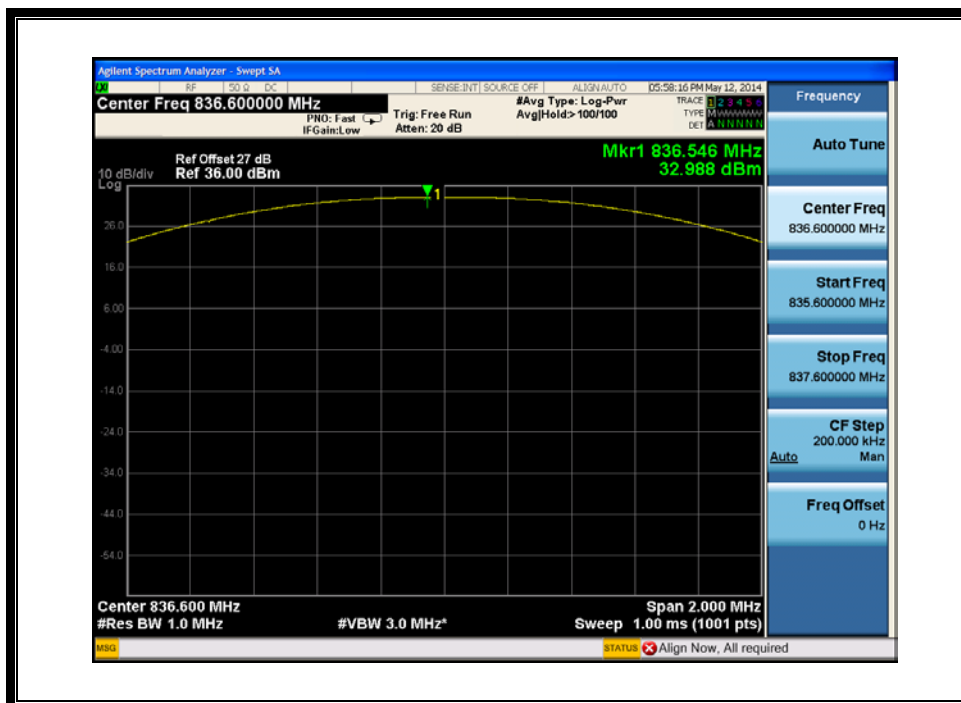 Agilent Spectrum Analyzer - Swept SA
RF 50 Ω DC SENSE:INT SOURCE OFF ALIGNAUTO 05:58:16 PM May 12, 2014
Center Freq 836.600000 MHz
PNO: Fast
IFGain:Low
Trig: Free Run
Atten: 20 dB
#Avg Type: Log-Pwr
Avg|Hold:> 100/100
TRACE 1 2 3 4 5 6
TYPE MWWWWW
DET A N N N N N
Ref Offset 27 dB
10 dB/div Ref 36.00 dBm
Log
Mkr1 836.546 MHz
32.988 dBm
1
26.0
16.0
6.00
-4.00
-14.0
-24.0
-34.0
-44.0
-54.0
Center 836.600 MHz Span 2.000 MHz
#Res BW 1.0 MHz #VBW 3.0 MHz* Sweep 1.00 ms (1001 pts)
MSG STATUS Align Now, All required
Frequency
Auto Tune
Center Freq
836.600000 MHz
Start Freq
835.600000 MHz
Stop Freq
837.600000 MHz
CF Step
200.000 kHz
Auto Man
Freq Offset
0 Hz